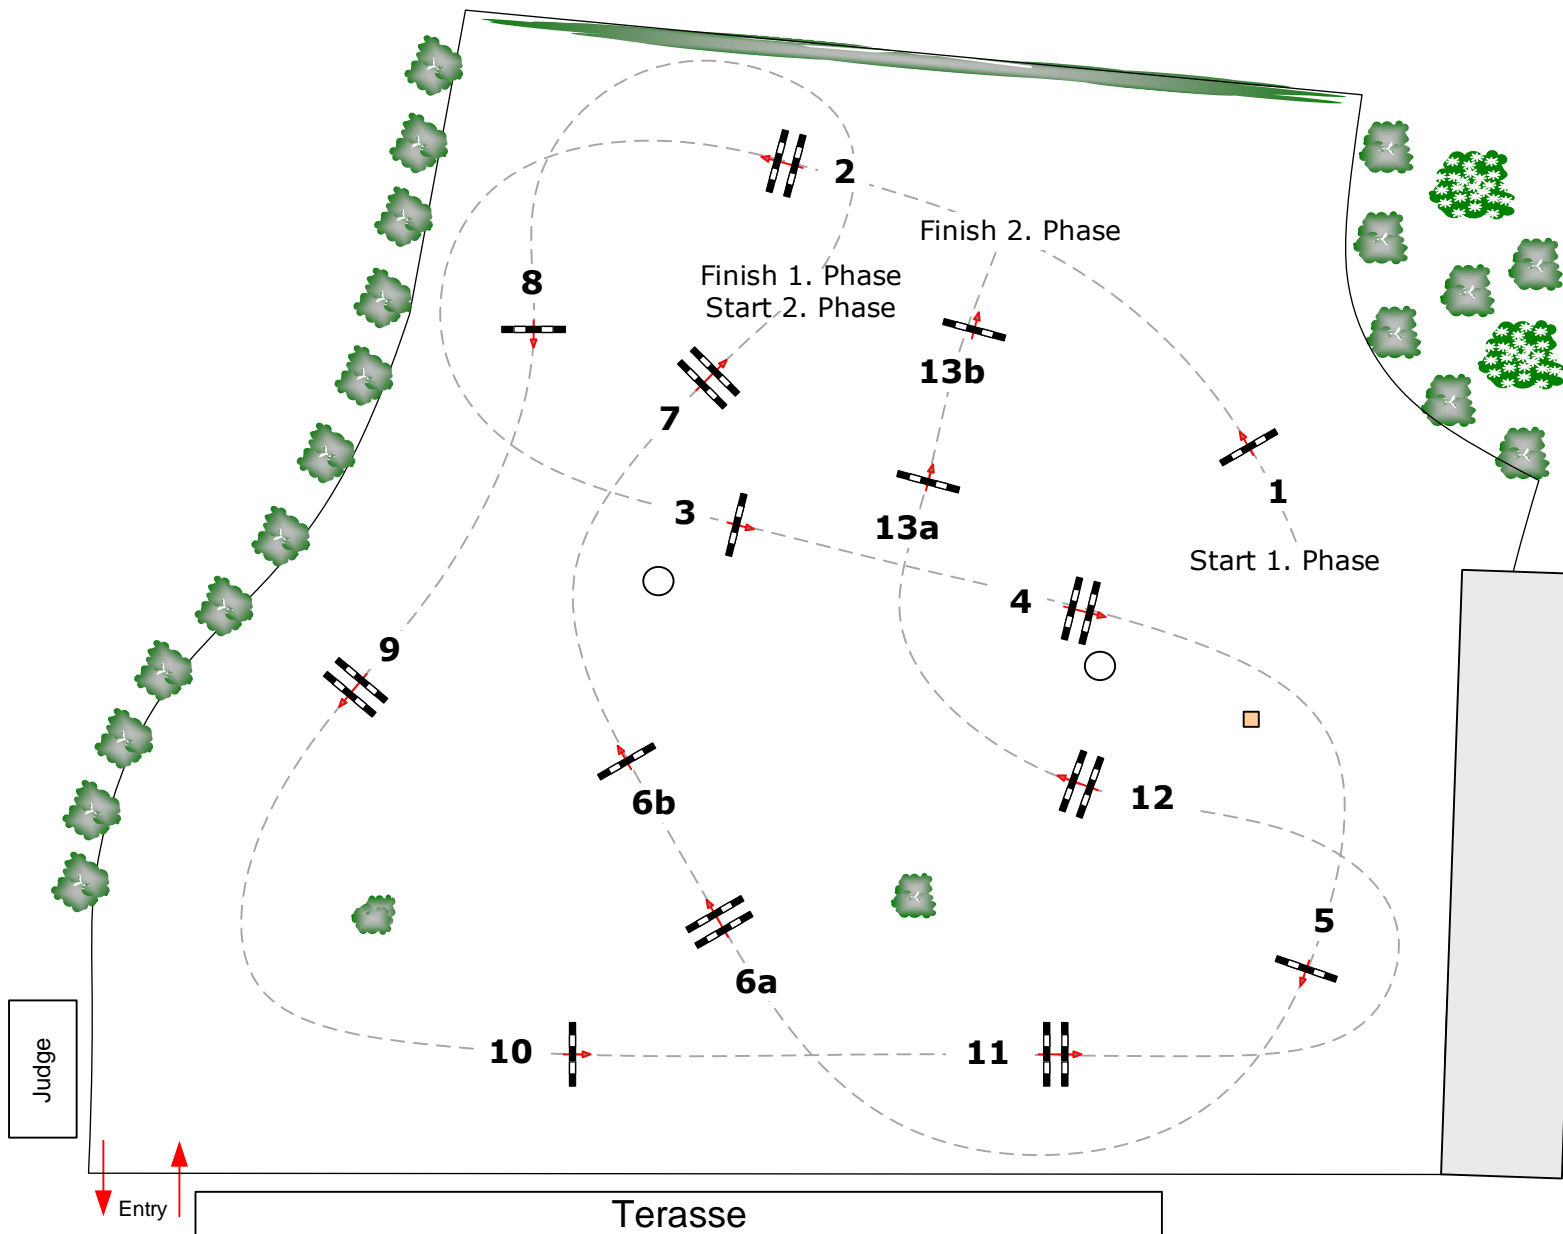 2
Finish 2. Phase
Finish 1. Phase
Start 2. Phase
8
13b
7
1
3
13a
Start 1. Phase
4
9
12
6b
5
6a
10
11
Judge
Entry
Terasse